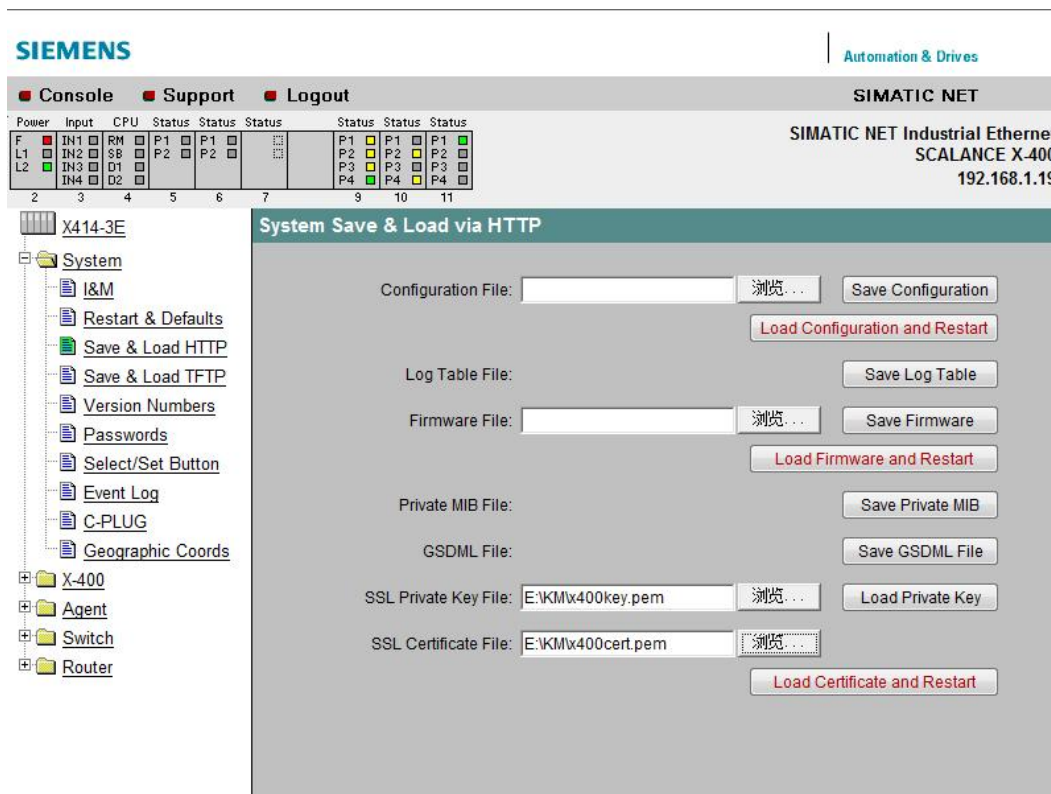 SIEMENS
Automation & Drives
Console Support Logout SIMATIC NET
Power Input CPU Status Status Status Status Status Status
F IN1 RM P1 P1 P1 P1 P1
L1 IN2 SB P2 P2 P2 P2 P2
L2 IN3 D1 P3 P3 P3
IN4 D2 P4 P4 P4
2 3 4 5 6 7 9 10 11
SIMATIC NET Industrial Etherne
SCALANCE X-400
192.168.1.19
X414-3E
System
I&M
Restart & Defaults
Save & Load HTTP
Save & Load TFTP
Version Numbers
Passwords
Select/Set Button
Event Log
C-PLUG
Geographic Coords
X-400
Agent
Switch
Router
System Save & Load via HTTP
Configuration File: 浏览... Save Configuration
Load Configuration and Restart
Log Table File: Save Log Table
Firmware File: 浏览... Save Firmware
Load Firmware and Restart
Private MIB File: Save Private MIB
GSDML File: Save GSDML File
SSL Private Key File: E:\KM\x400key.pem 浏览... Load Private Key
SSL Certificate File: E:\KM\x400cert.pem 浏览...
Load Certificate and Restart